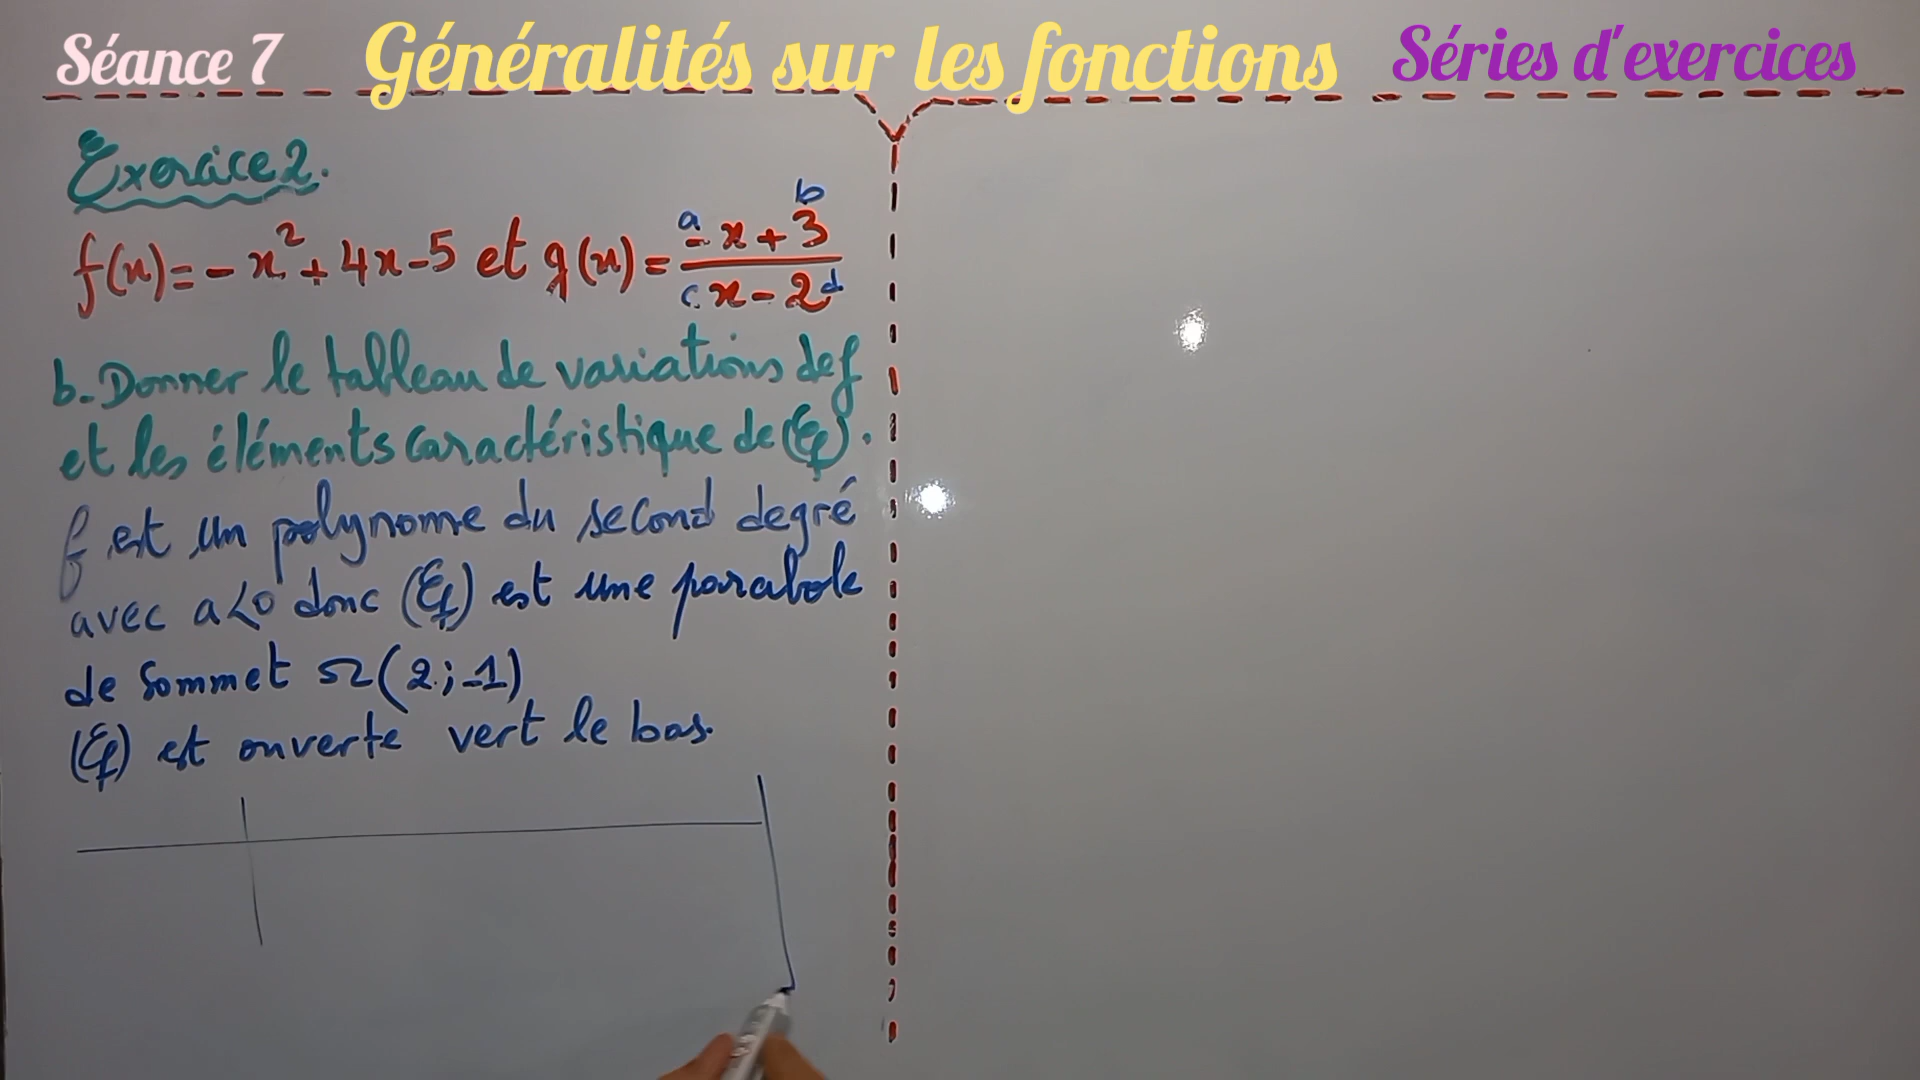 Séance 7
Généralités sur les fonctions
Séries d'exercices
Exercice 2.
f(x) = - x² + 4x - 5 et g(x) = (-x + 3)/(x - 2)
a b
c d
b. Donner le tableau de variations de f
et les éléments caractéristique de (Cf).
f est un polynome du second degré
avec a<0 donc (Cf) est une parabole
de sommet Ω(2;-1)
(Cf) est ouverte vert le bas.